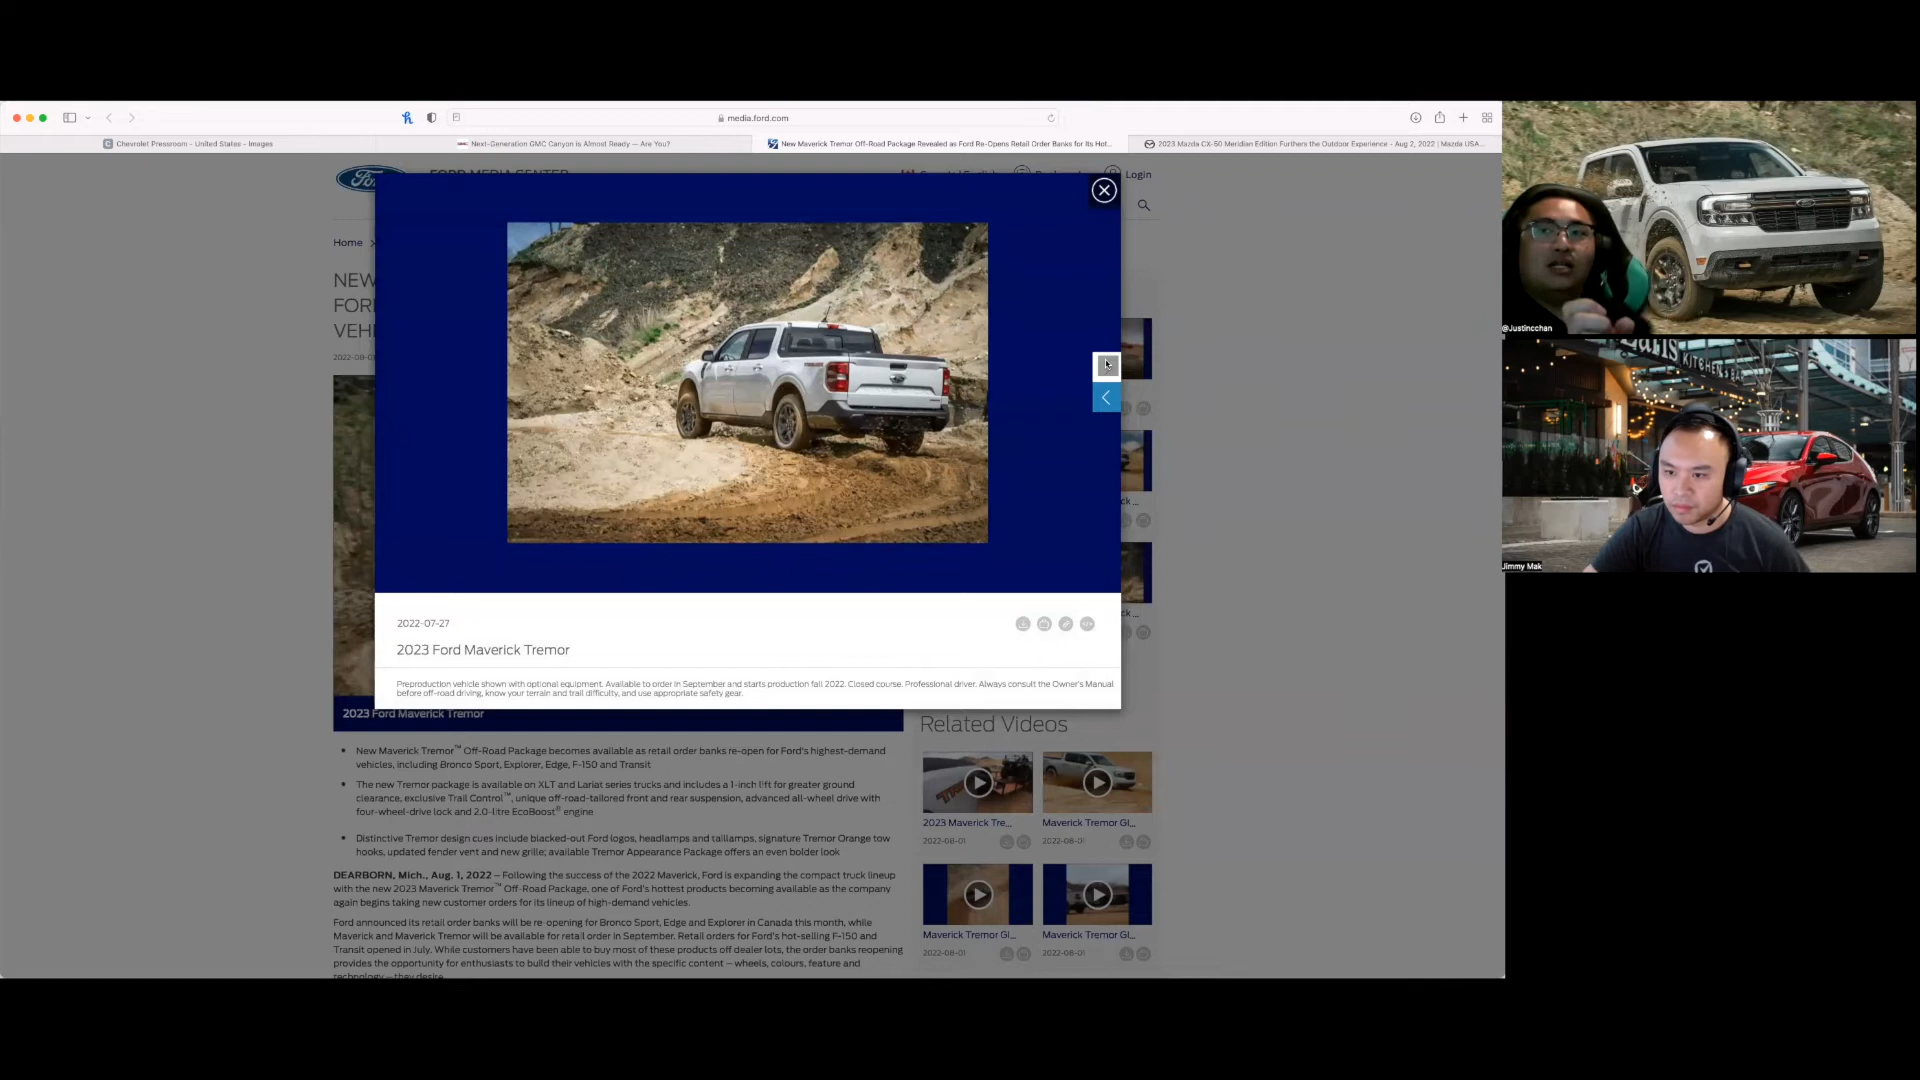 media.ford.com
Chevrolet Pressroom - United States - Images
Next-Generation GMC Canyon is Almost Ready — Are You?
New Maverick Tremor Off-Road Package Revealed as Ford Re-Opens Retail Order Banks for Its Hot...
2023 Mazda CX-50 Meridian Edition Furthers the Outdoor Experience - Aug 2, 2022 | Mazda USA...
Login
Home >
NEW
FOR
VEHI
2022-08-0
2022-07-27
2023 Ford Maverick Tremor
Preproduction vehicle shown with optional equipment. Available to order in September and starts production fall 2022. Closed course. Professional driver. Always consult the Owner's Manual
before off-road driving, know your terrain and trail difficulty, and use appropriate safety gear.
2023 Ford Maverick Tremor
• New Maverick Tremor™ Off-Road Package becomes available as retail order banks re-open for Ford's highest-demand
vehicles, including Bronco Sport, Explorer, Edge, F-150 and Transit
• The new Tremor package is available on XLT and Lariat series trucks and includes a 1-inch lift for greater ground
clearance, exclusive Trail Control™, unique off-road-tailored front and rear suspension, advanced all-wheel drive with
four-wheel-drive lock and 2.0-litre EcoBoost® engine
• Distinctive Tremor design cues include blacked-out Ford logos, headlamps and taillamps, signature Tremor Orange tow
hooks, updated fender vent and new grille; available Tremor Appearance Package offers an even bolder look
DEARBORN, Mich., Aug. 1, 2022 – Following the success of the 2022 Maverick, Ford is expanding the compact truck lineup
with the new 2023 Maverick Tremor™ Off-Road Package, one of Ford's hottest products becoming available as the company
again begins taking new customer orders for its lineup of high-demand vehicles.
Ford announced its retail order banks will be re-opening for Bronco Sport, Edge and Explorer in Canada this month, while
Maverick and Maverick Tremor will be available for retail order in September. Retail orders for Ford's hot-selling F-150 and
Transit opened in July. While customers have been able to buy most of these products off dealer lots, the order banks reopening
provides the opportunity for enthusiasts to build their vehicles with the specific content – wheels, colours, feature and
technology – they desire
ck...
ck...
Related Videos
2023 Maverick Tre...
Maverick Tremor Gl...
2022-08-01
2022-08-01
Maverick Tremor Gl...
Maverick Tremor Gl...
2022-08-01
2022-08-01
@Justincchan
KITCHEN & BAR
Jimmy Mak